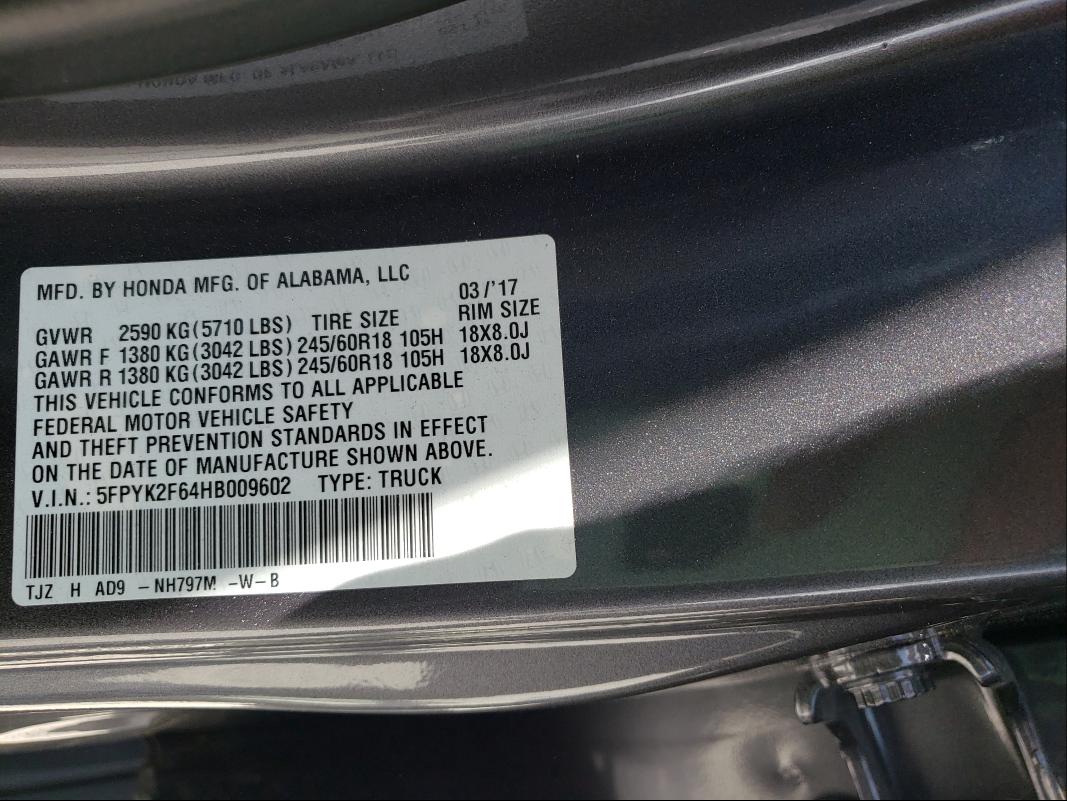 MFD. BY HONDA MFG. OF ALABAMA, LLC
03/'17
GVWR 2590 KG (5710 LBS) TIRE SIZE RIM SIZE
GAWR F 1380 KG (3042 LBS) 245/60R18 105H 18X8.0J
GAWR R 1380 KG (3042 LBS) 245/60R18 105H 18X8.0J
THIS VEHICLE CONFORMS TO ALL APPLICABLE
FEDERAL MOTOR VEHICLE SAFETY
AND THEFT PREVENTION STANDARDS IN EFFECT
ON THE DATE OF MANUFACTURE SHOWN ABOVE.
V.I.N.: 5FPYK2F64HB009602 TYPE: TRUCK
TJZ H AD9 -NH797M -W-B